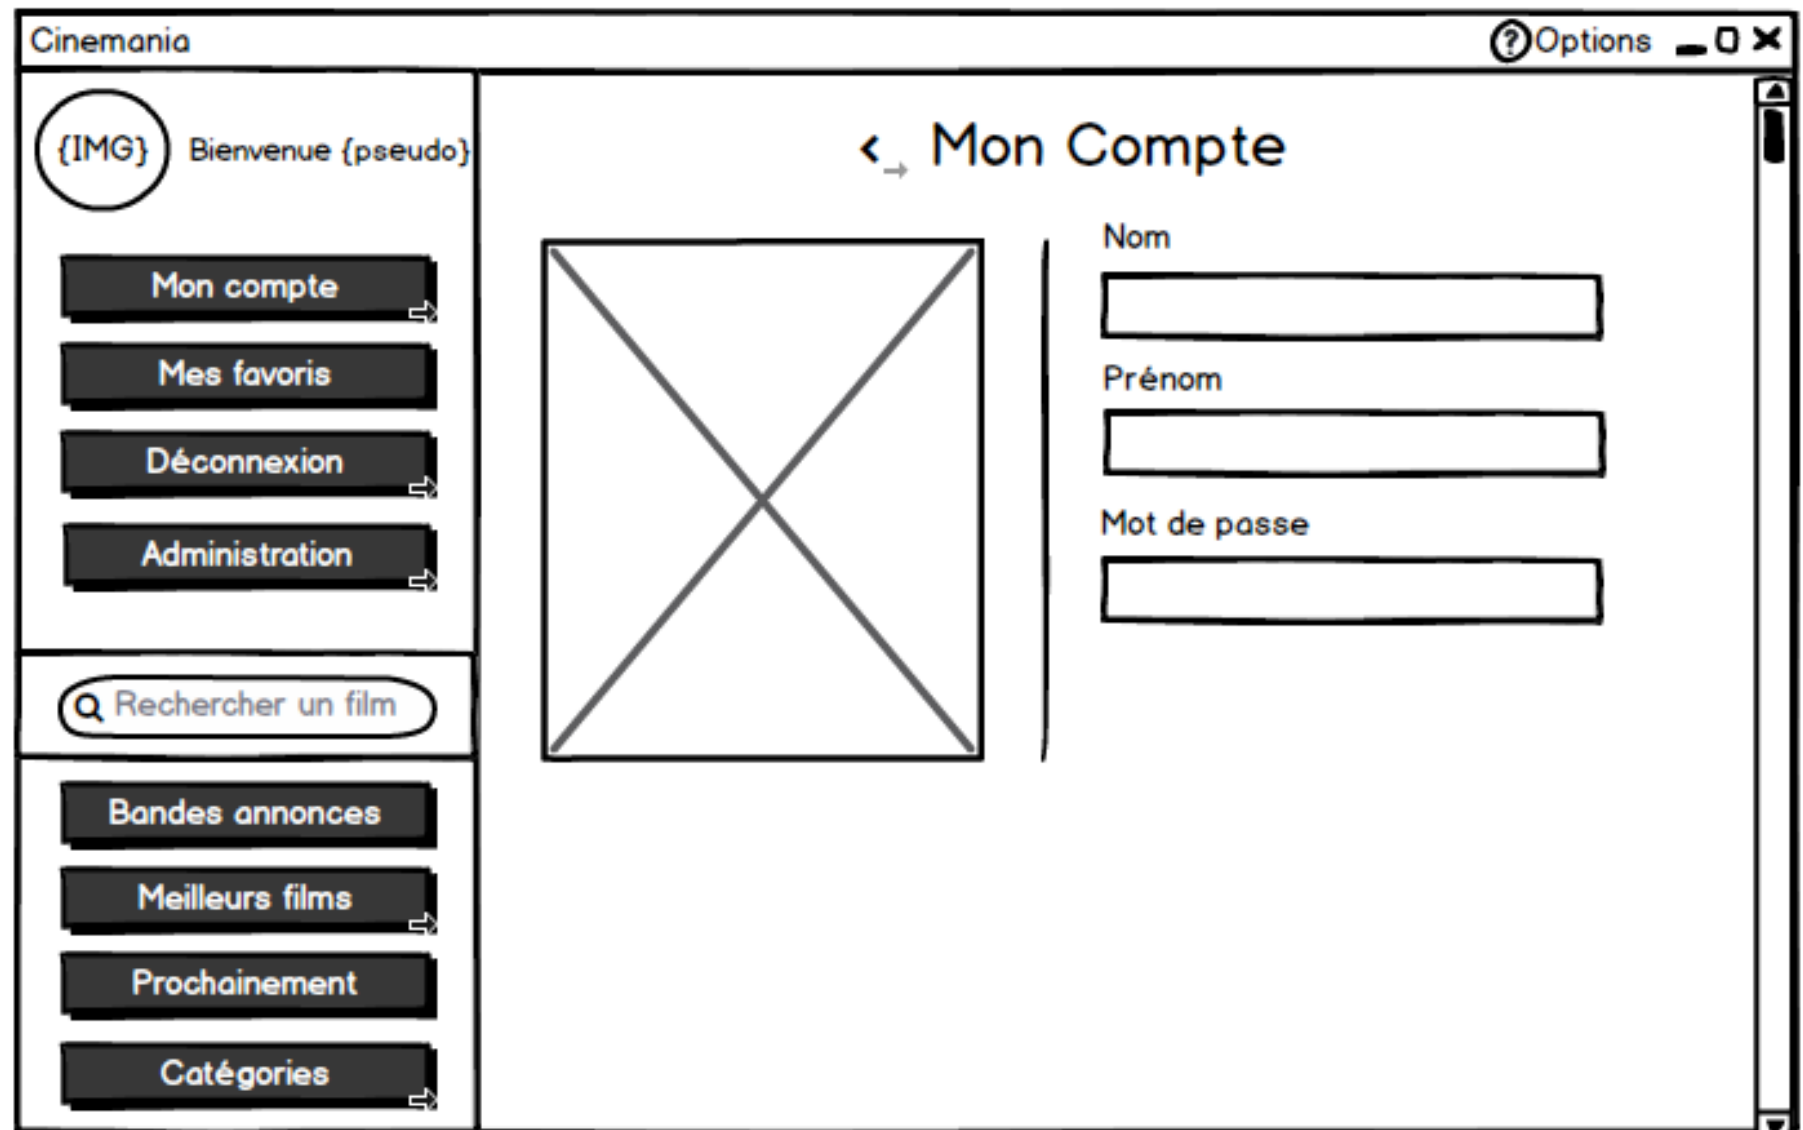 Cinemania
Options
{IMG}
Bienvenue {pseudo}
Mon compte
Mes favoris
Déconnexion
Administration
Rechercher un film
Bandes annonces
Meilleurs films
Prochainement
Catégories
Mon Compte
Nom
Prénom
Mot de passe